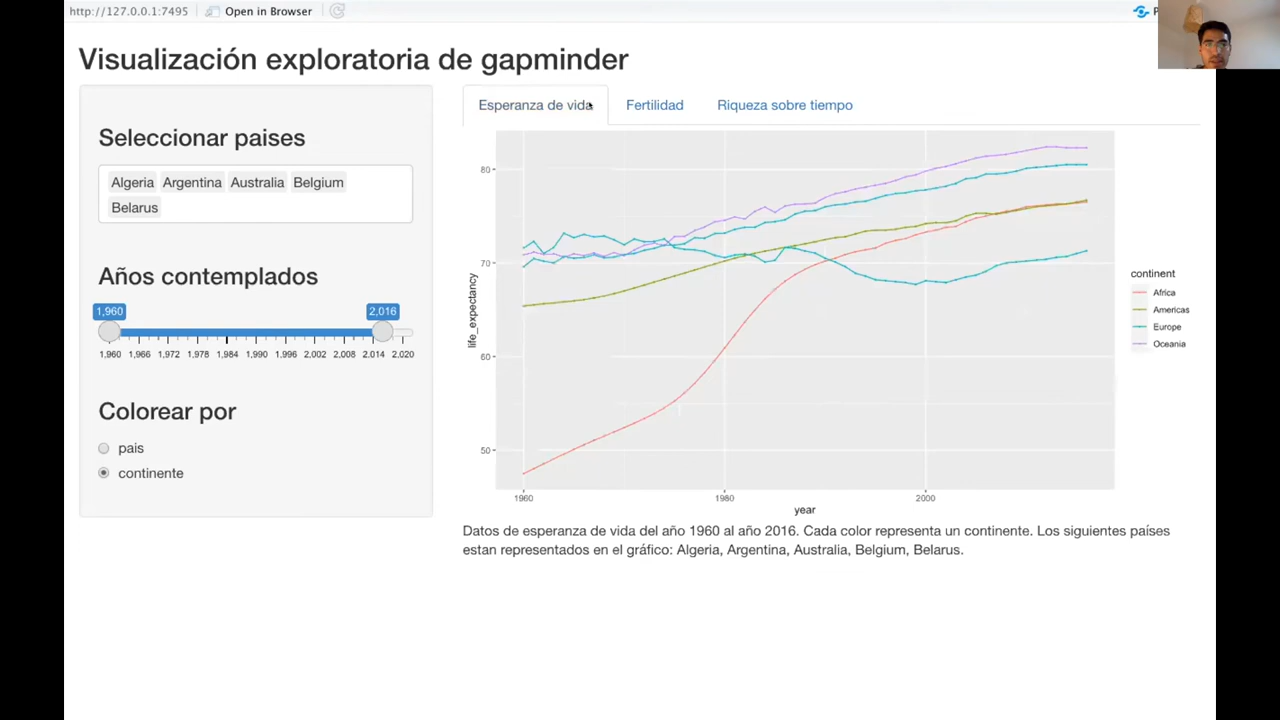 http://127.0.0.1:7495
Open in Browser
P
Visualización exploratoria de gapminder
Seleccionar paises
Algeria Argentina Australia Belgium
Belarus
Años contemplados
1,960
2,016
1,960 1,966 1,972 1,978 1,984 1,990 1,996 2,002 2,008 2,014 2,020
Colorear por
pais
continente
Esperanza de vida
Fertilidad
Riqueza sobre tiempo
80
70
60
50
life_expectancy
1960
1980
2000
year
continent
Africa
Americas
Europe
Oceania
Datos de esperanza de vida del año 1960 al año 2016. Cada color representa un continente. Los siguientes países
estan representados en el gráfico: Algeria, Argentina, Australia, Belgium, Belarus.